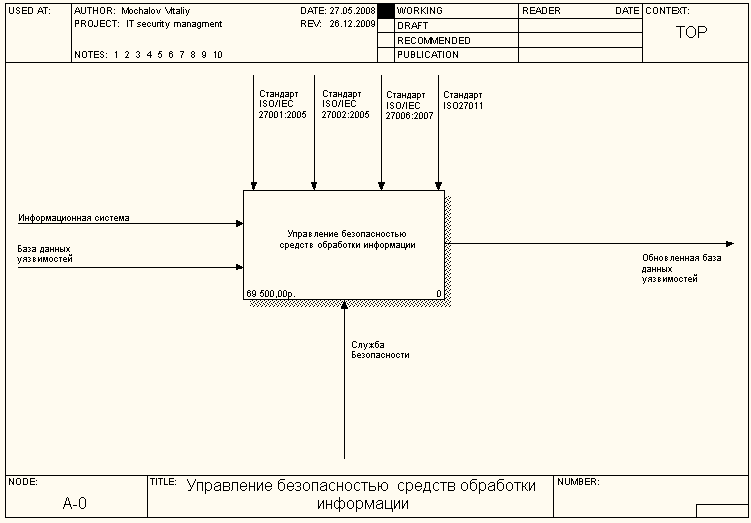 USED AT:
AUTHOR: Mochalov Vitaliy
DATE: 27.05.2008
WORKING
READER
DATE
CONTEXT:
PROJECT: IT security managment
REV: 26.12.2009
DRAFT
TOP
RECOMMENDED
NOTES: 1 2 3 4 5 6 7 8 9 10
PUBLICATION
Стандарт
ISO/IEC
27001:2005
Стандарт
ISO/IEC
27002:2005
Стандарт
ISO/IEC
27006:2007
Стандарт
ISO27011
Информационная система
База данных
уязвимостей
Управление безопасностью
средств обработки информации
69 500,00р.
0
Обновленная база
данных
уязвимостей
Служба
Безопасности
NODE:
A-0
TITLE:
Управление безопасностью средств обработки
информации
NUMBER: